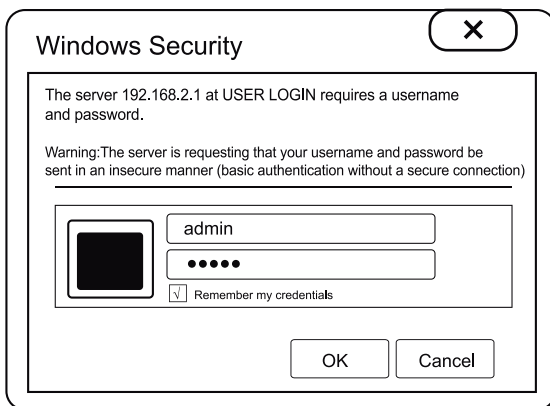 Windows Security
X
The server 192.168.2.1 at USER LOGIN requires a username
and password.
Warning:The server is requesting that your username and password be
sent in an insecure manner (basic authentication without a secure connection)
admin
●●●●●
√ Remember my credentials
OK Cancel